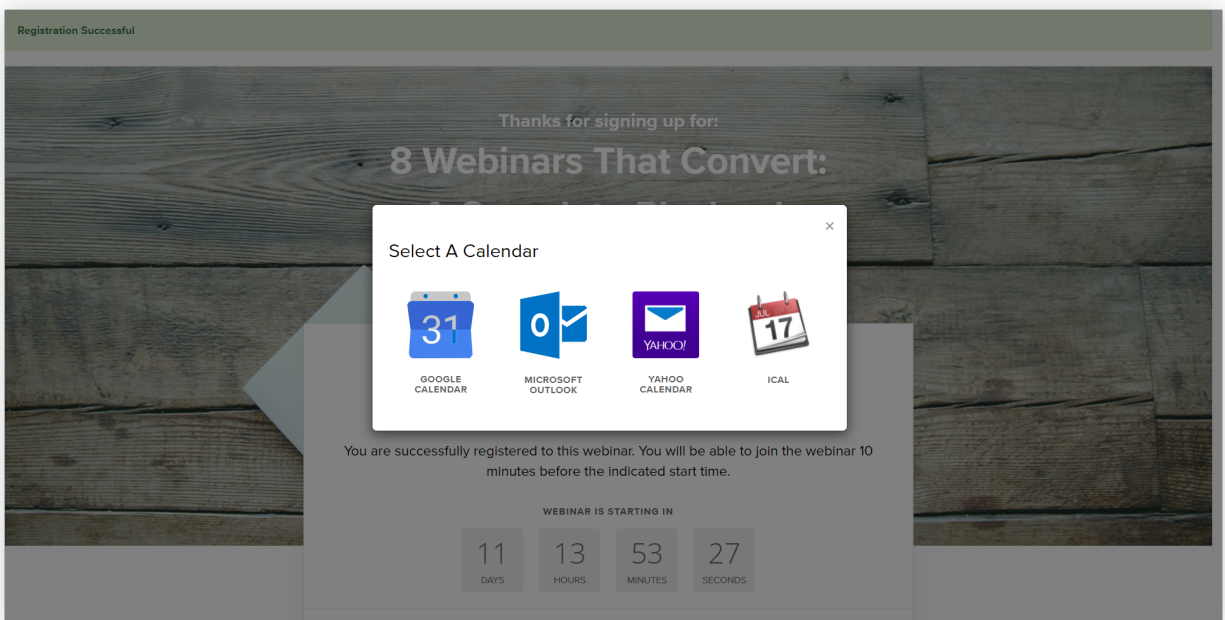 Registration Successful
Thanks for signing up for:
8 Webinars That Convert:
Select A Calendar
×
31
O
YAHOO!
JUL
17
GOOGLE
CALENDAR
MICROSOFT
OUTLOOK
YAHOO
CALENDAR
ICAL
You are successfully registered to this webinar. You will be able to join the webinar 10
minutes before the indicated start time.
WEBINAR IS STARTING IN
11
DAYS
13
HOURS
53
MINUTES
27
SECONDS